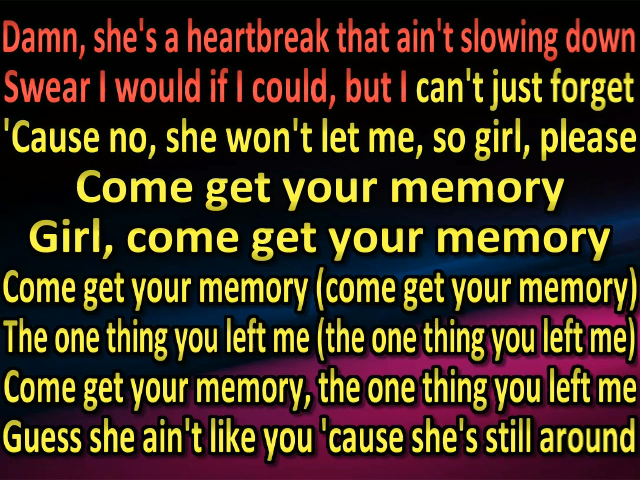 Damn, she's a heartbreak that ain't slowing down
Swear I would if I could, but I can't just forget
'Cause no, she won't let me, so girl, please
Come get your memory
Girl, come get your memory
Come get your memory (come get your memory)
The one thing you left me (the one thing you left me)
Come get your memory, the one thing you left me
Guess she ain't like you 'cause she's still around